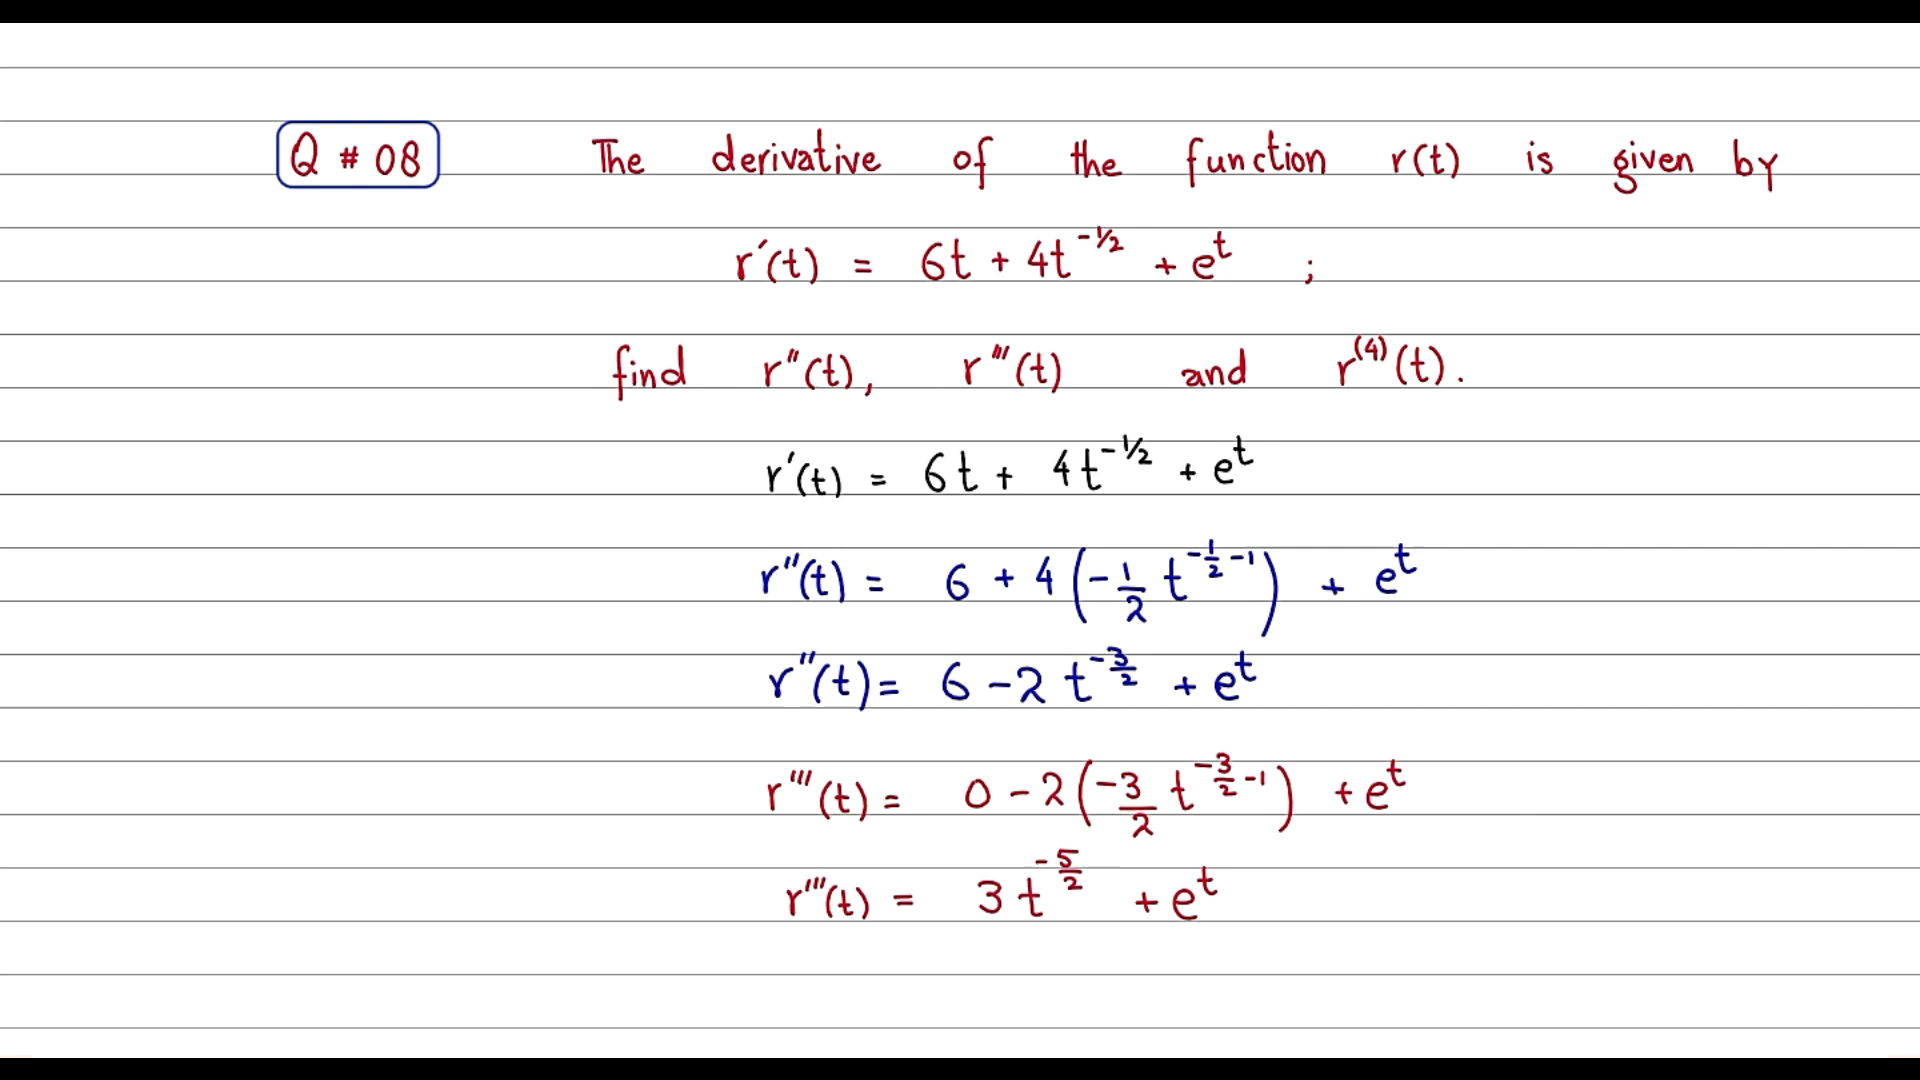 Q # 08 The derivative of the function r(t) is given by
r′(t) = 6t + 4t^(-1/2) + e^t ;
find r″(t), r‴(t) and r^(4)(t).
r′(t) = 6t + 4t^(-1/2) + e^t
r″(t) = 6 + 4(-1/2 t^(-1/2 -1)) + e^t
r″(t) = 6 - 2 t^(-3/2) + e^t
r‴(t) = 0 - 2(-3/2 t^(-3/2 -1)) + e^t
r‴(t) = 3 t^(-5/2) + e^t